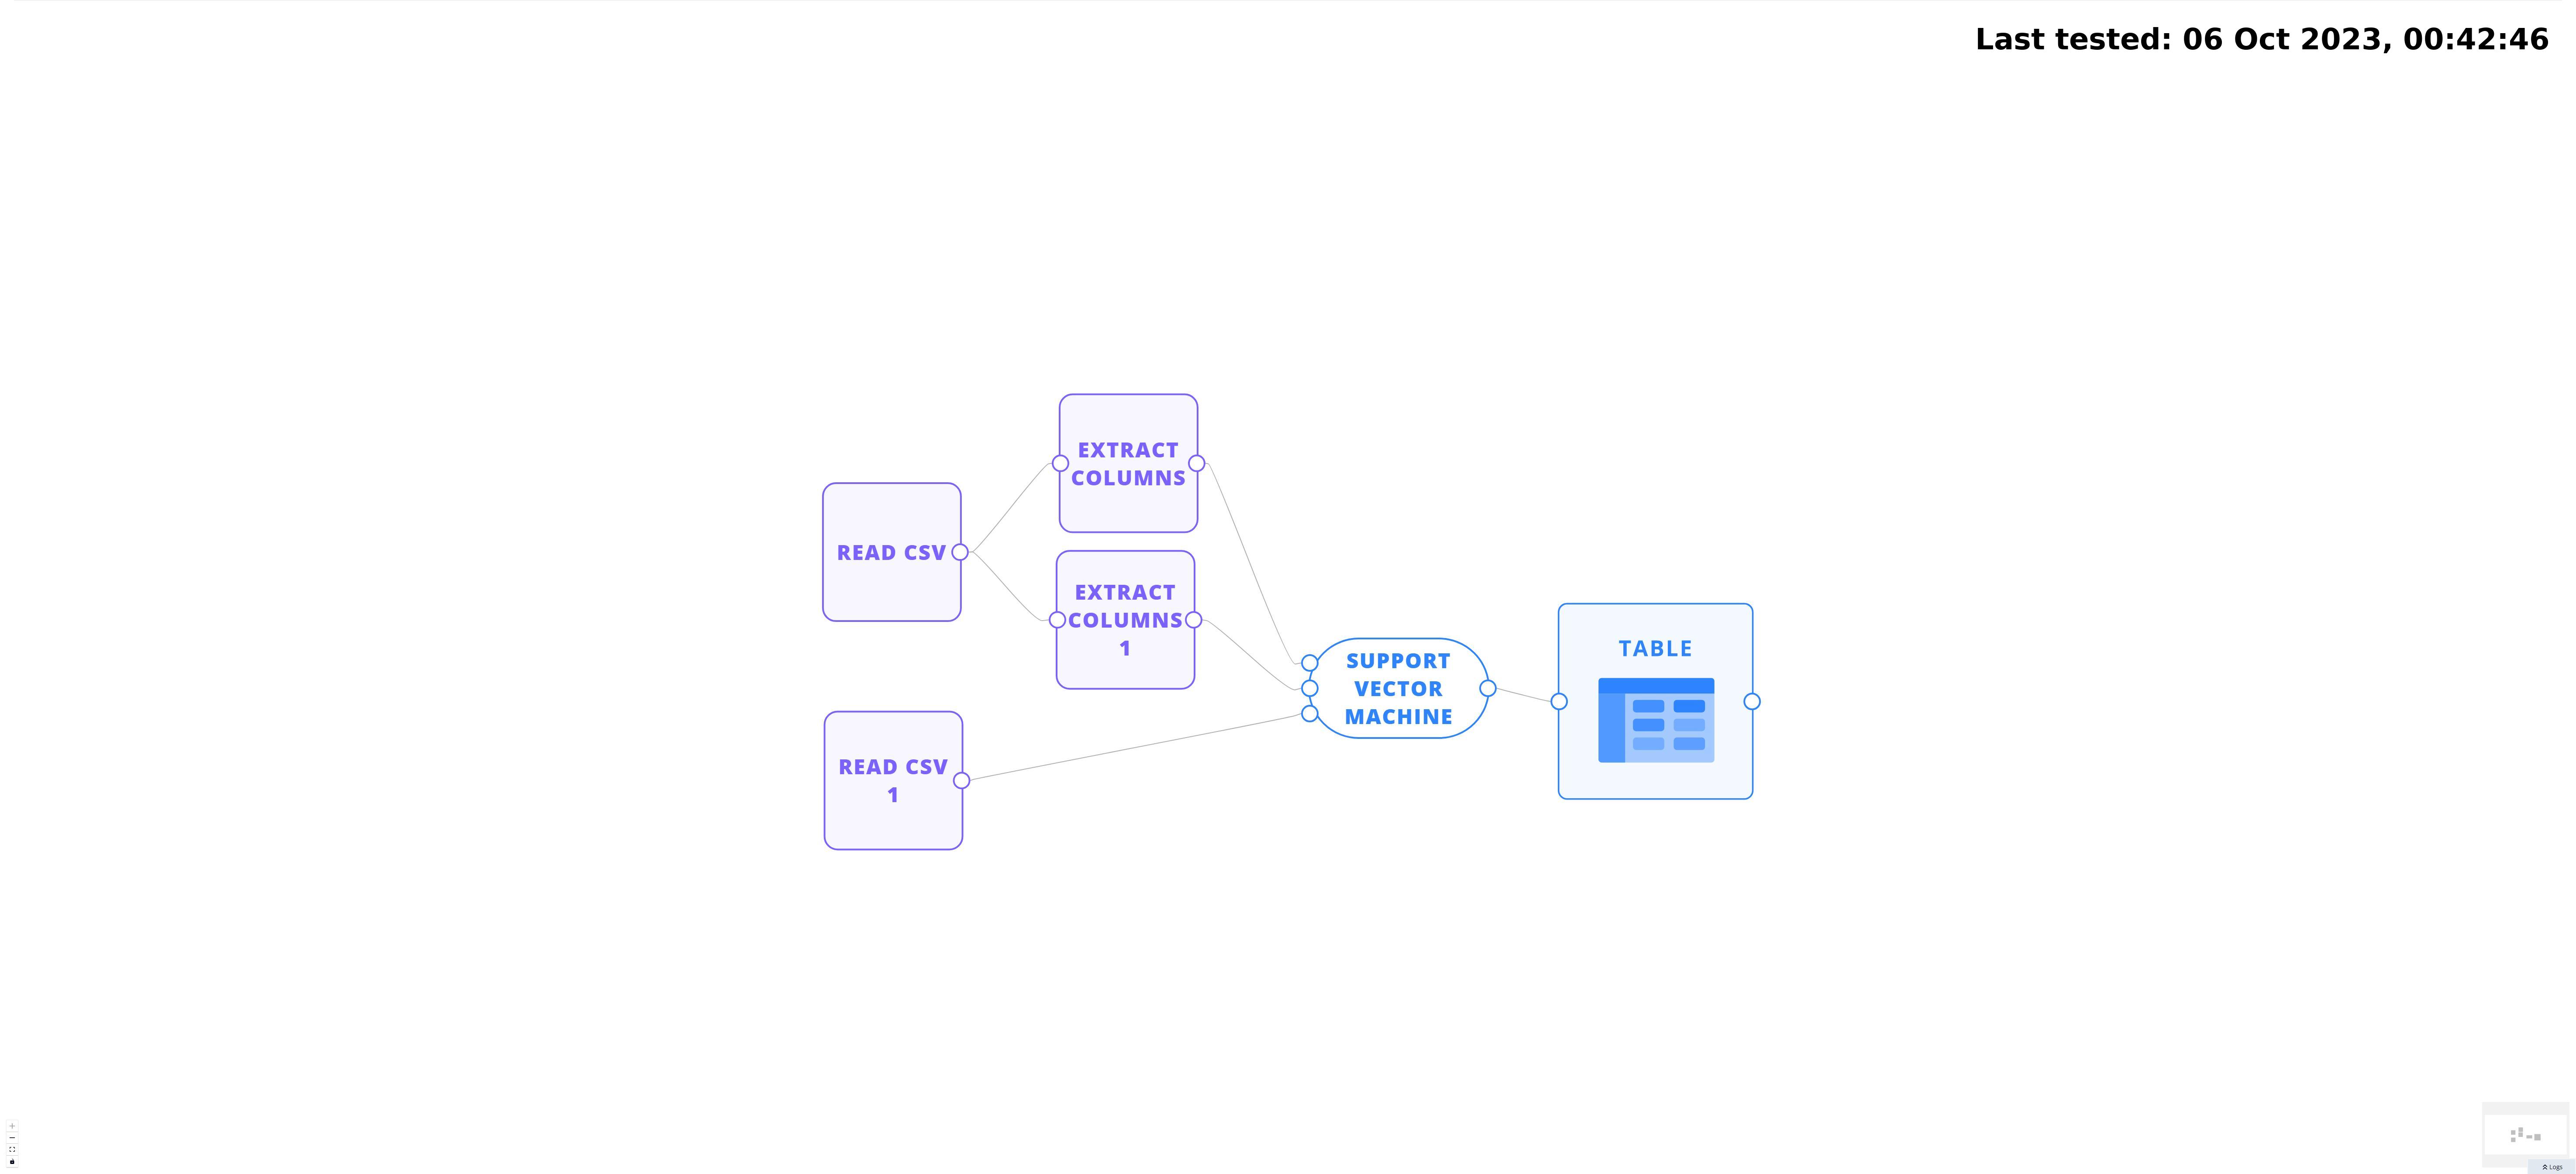 Last tested: 06 Oct 2023, 00:42:46
EXTRACT
COLUMNS
READ CSV
EXTRACT
COLUMNS
1
SUPPORT
VECTOR
MACHINE
TABLE
READ CSV
1
Logs